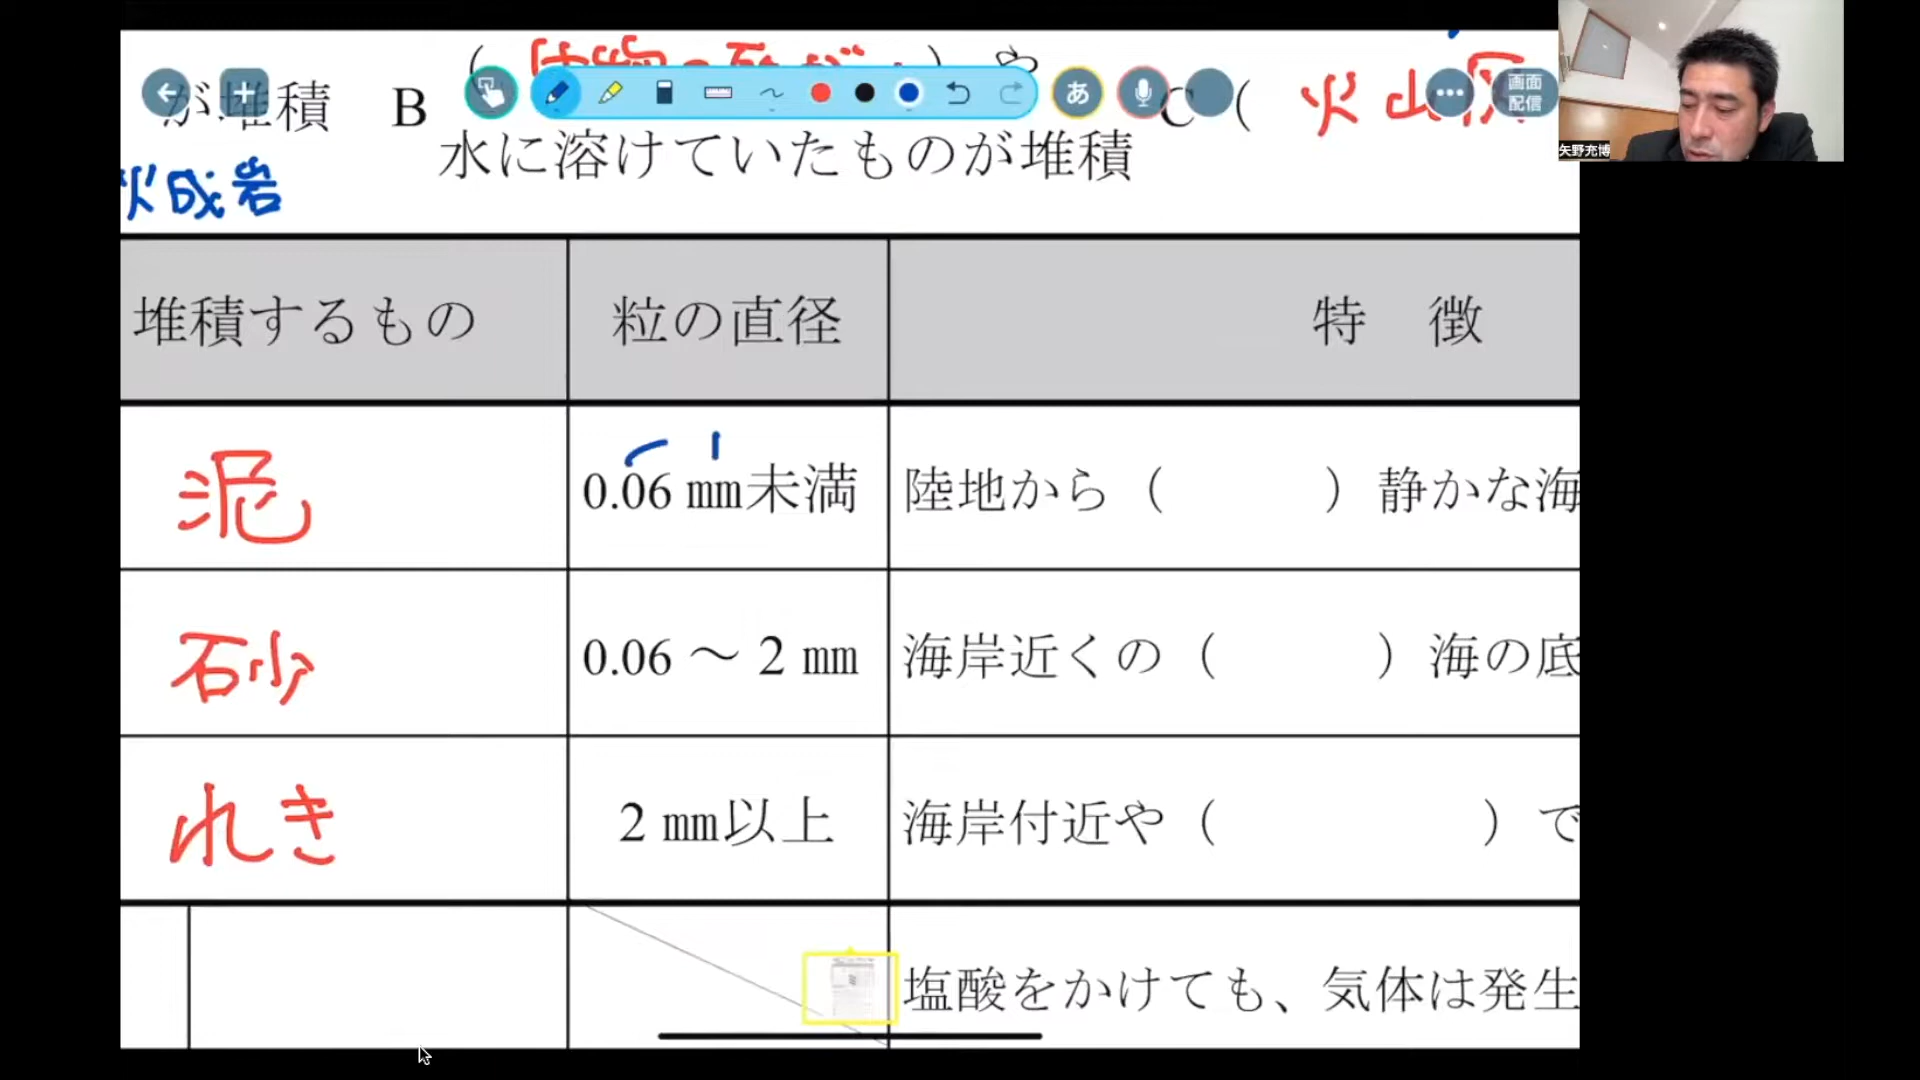 が堆積 B ( ) や C ( 火山灰
水に溶けていたものが堆積
火成岩
あ
画面
配信
矢野充博
堆積するもの 粒の直径 特 徴
泥 0.06 mm未満 陸地から ( ) 静かな海
砂 0.06 ～ 2 mm 海岸近くの ( ) 海の底
れき 2 mm以上 海岸付近や ( ) で
塩酸をかけても、気体は発生